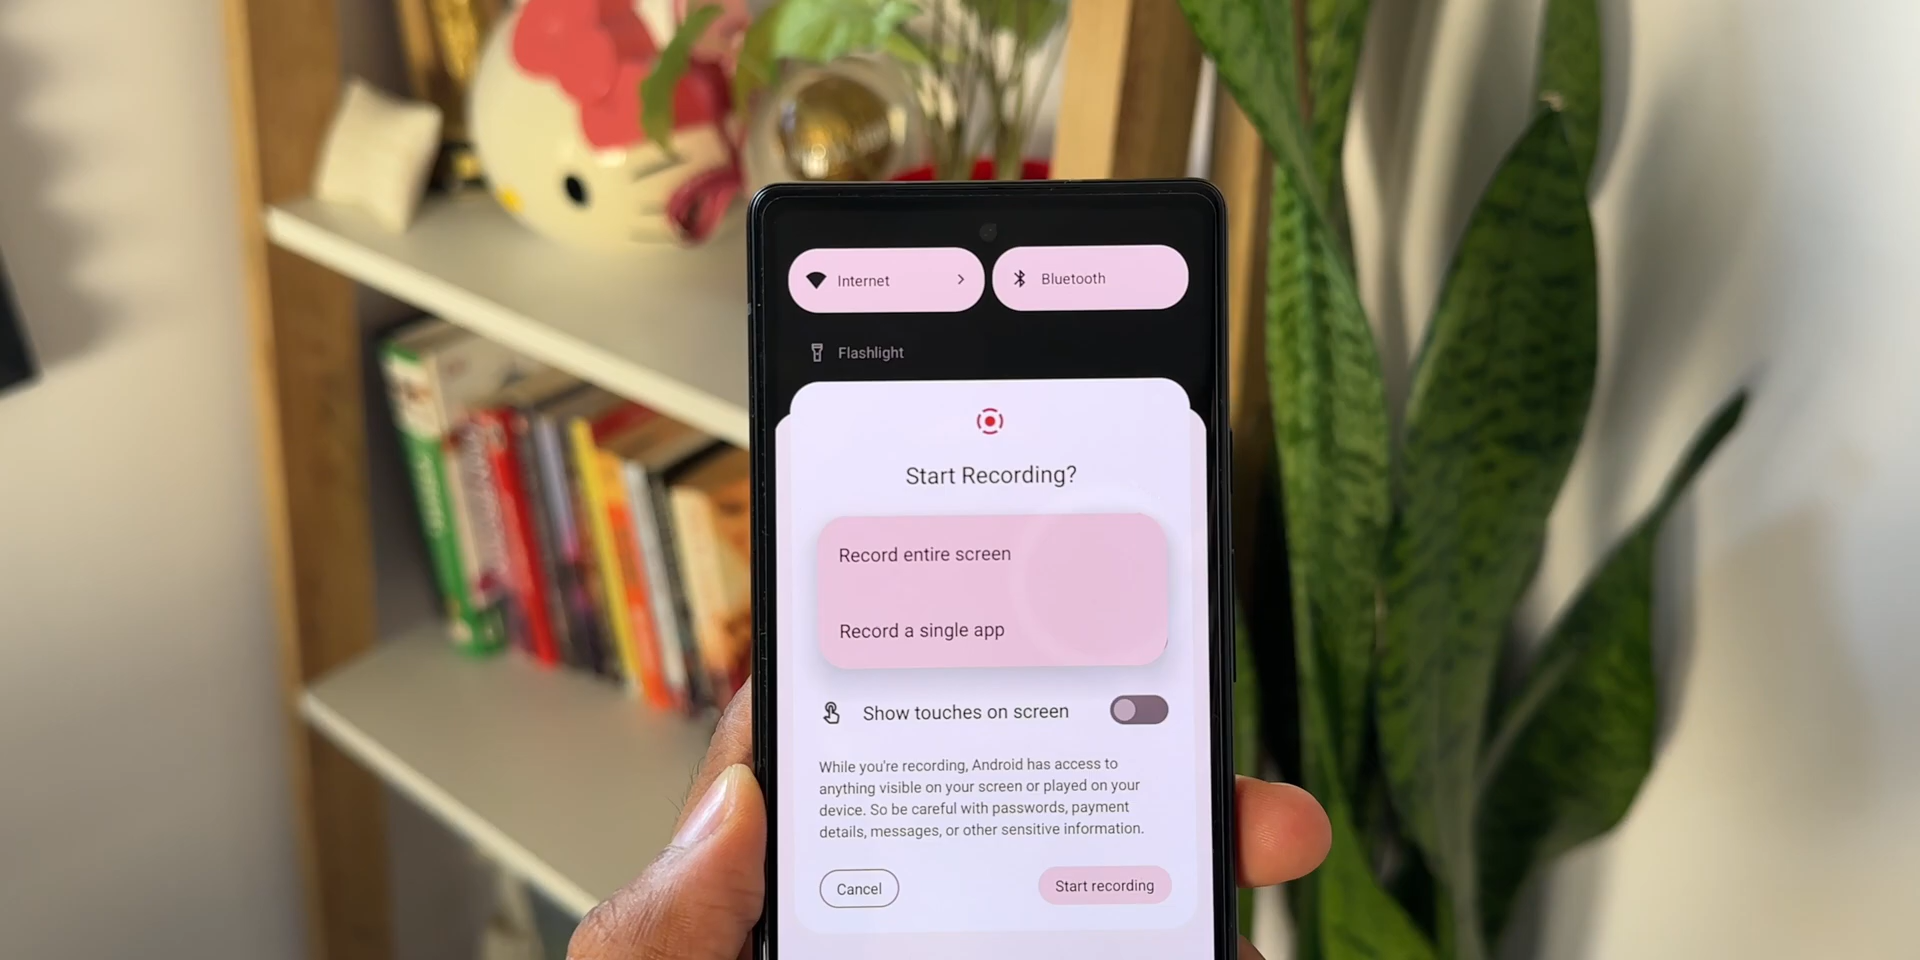 Internet
Bluetooth
Flashlight
Start Recording?
Record entire screen
Record a single app
Show touches on screen
While you're recording, Android has access to
anything visible on your screen or played on your
device. So be careful with passwords, payment
details, messages, or other sensitive information.
Cancel
Start recording